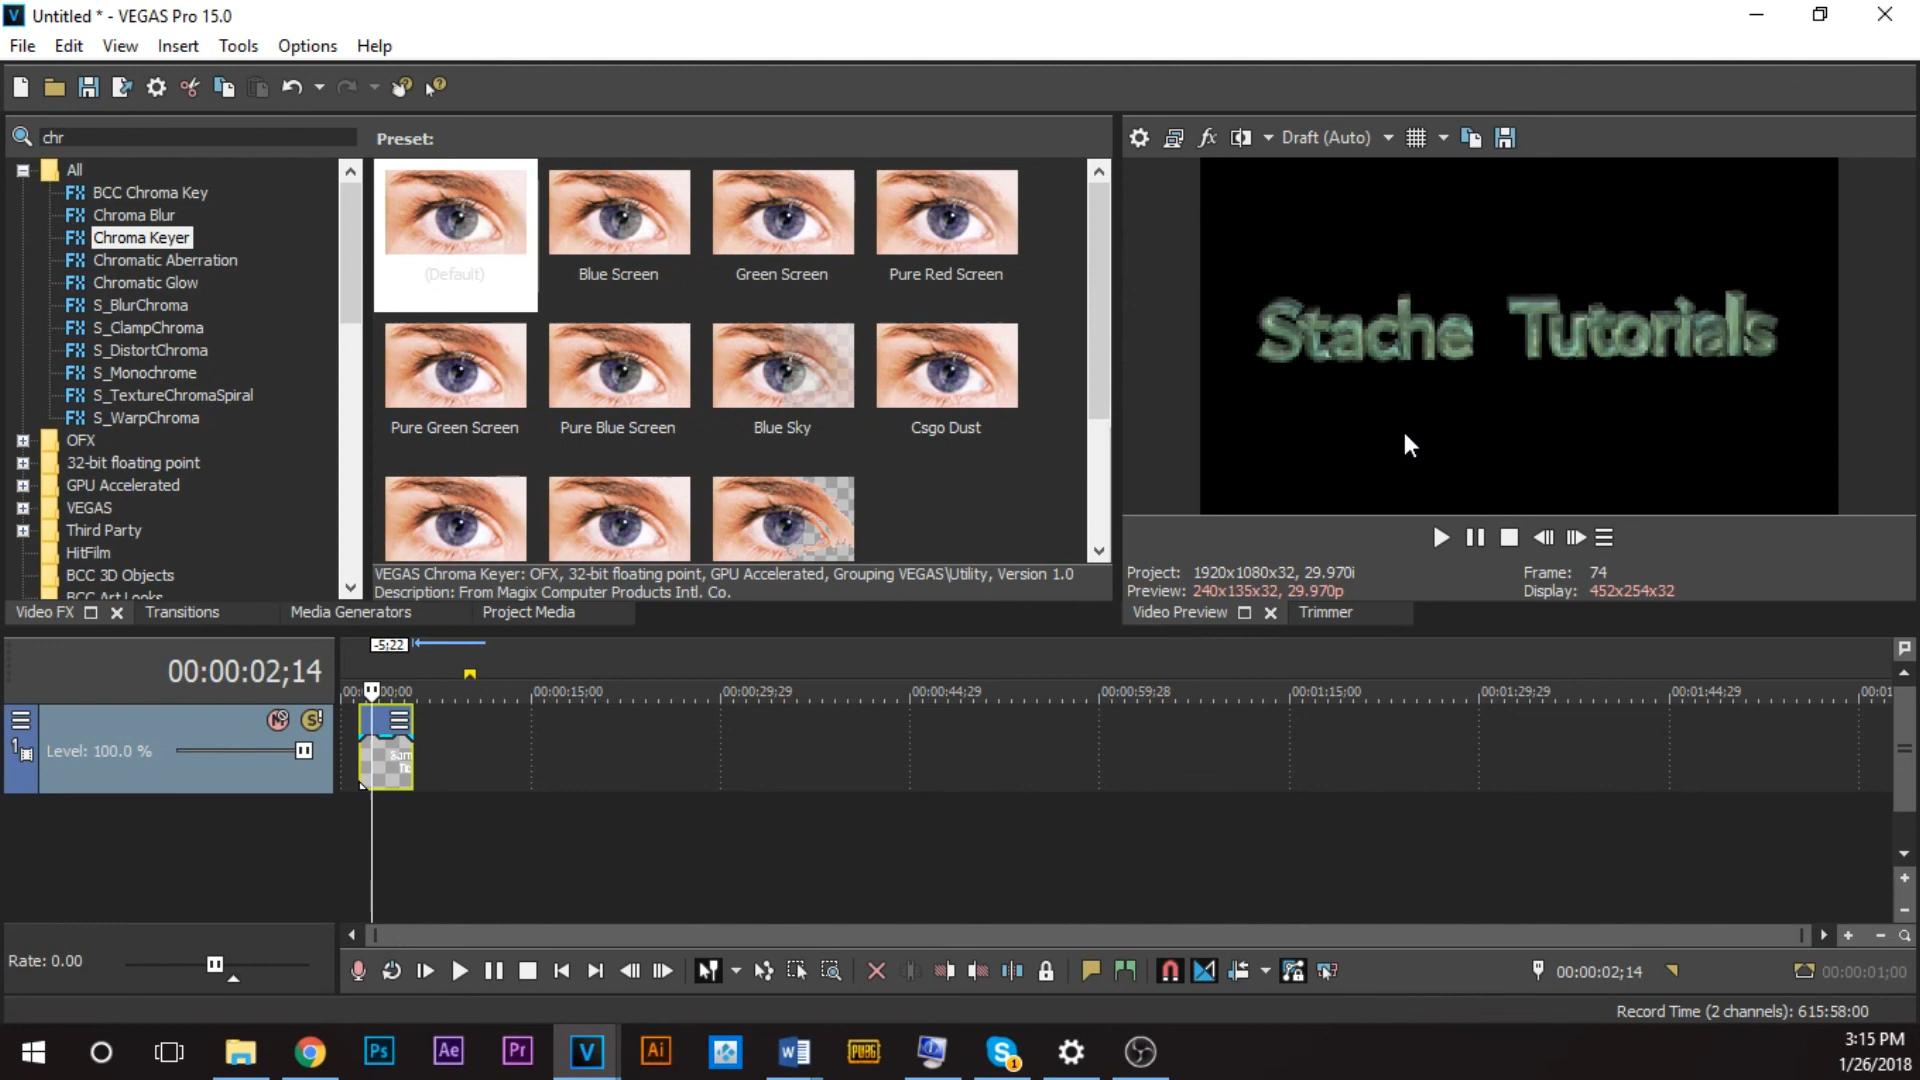 Untitled * - VEGAS Pro 15.0
File Edit View Insert Tools Options Help
chr
Preset:
Draft (Auto)
All
BCC Chroma Key
Chroma Blur
Chroma Keyer
Chromatic Aberration
Chromatic Glow
S_BlurChroma
S_ClampChroma
S_DistortChroma
S_Monochrome
S_TextureChromaSpiral
S_WarpChroma
OFX
32-bit floating point
GPU Accelerated
VEGAS
Third Party
HitFilm
BCC 3D Objects
BCC Art Looks
(Default) Blue Screen Green Screen Pure Red Screen
Pure Green Screen Pure Blue Screen Blue Sky Csgo Dust
VEGAS Chroma Keyer: OFX, 32-bit floating point, GPU Accelerated, Grouping VEGAS\Utility, Version 1.0
Description: From Magix Computer Products Intl. Co.
Stache Tutorials
Project: 1920x1080x32, 29.970i Frame: 74
Preview: 240x135x32, 29.970p Display: 452x254x32
Video FX Transitions Media Generators Project Media
Video Preview Trimmer
-5;22
00:00:02;14
00:00:15;00 00:00:29;29 00:00:44;29 00:00:59;28 00:01:15;00 00:01:29;29 00:01:44;29
1
Level: 100.0 %
Rate: 0.00
00:00:02;14 00:00:01;00
Record Time (2 channels): 615:58:00
Ps Ae Pr V Ai W PUBG S 1
3:15 PM
1/26/2018